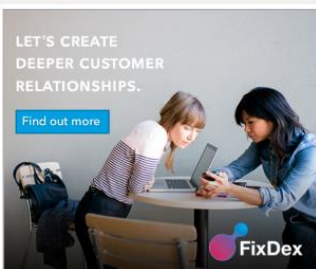 LET'S CREATE
DEEPER CUSTOMER
RELATIONSHIPS.
Find out more
FixDex